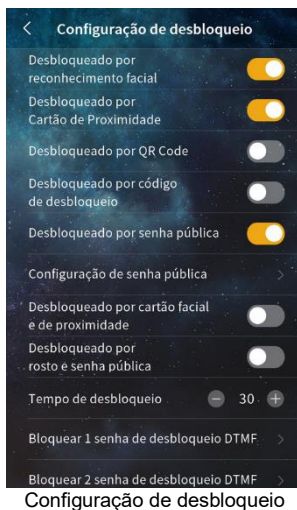 Configuração de desbloqueio
Desbloqueado por
reconhecimento facial
Desbloqueado por
Cartão de Proximidade
Desbloqueado por QR Code
Desbloqueado por código
de desbloqueio
Desbloqueado por senha pública
Configuração de senha pública
Desbloqueado por cartão facial
e de proximidade
Desbloqueado por
rosto e senha pública
Tempo de desbloqueio 30
Bloquear 1 senha de desbloqueio DTMF
Bloquear 2 senha de desbloqueio DTMF
Configuração de desbloqueio